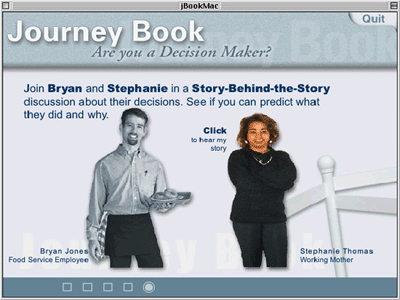 jBookMac
Quit
Journey Book
Are you a Decision Maker?
Join Bryan and Stephanie in a Story-Behind-the-Story
discussion about their decisions. See if you can predict what
they did and why.
Click
to hear my
story
Bryan Jones
Food Service Employee
Stephanie Thomas
Working Mother
Journey Book